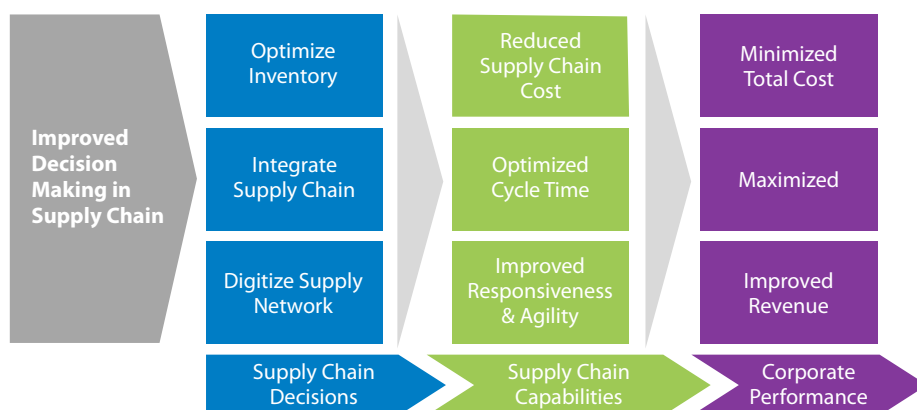 Improved
Decision
Making in
Supply Chain
Optimize
Inventory
Integrate
Supply Chain
Digitize Supply
Network
Supply Chain
Decisions
Reduced
Supply Chain
Cost
Optimized
Cycle Time
Improved
Responsiveness
& Agility
Supply Chain
Capabilities
Minimized
Total Cost
Maximized
Improved
Revenue
Corporate
Performance